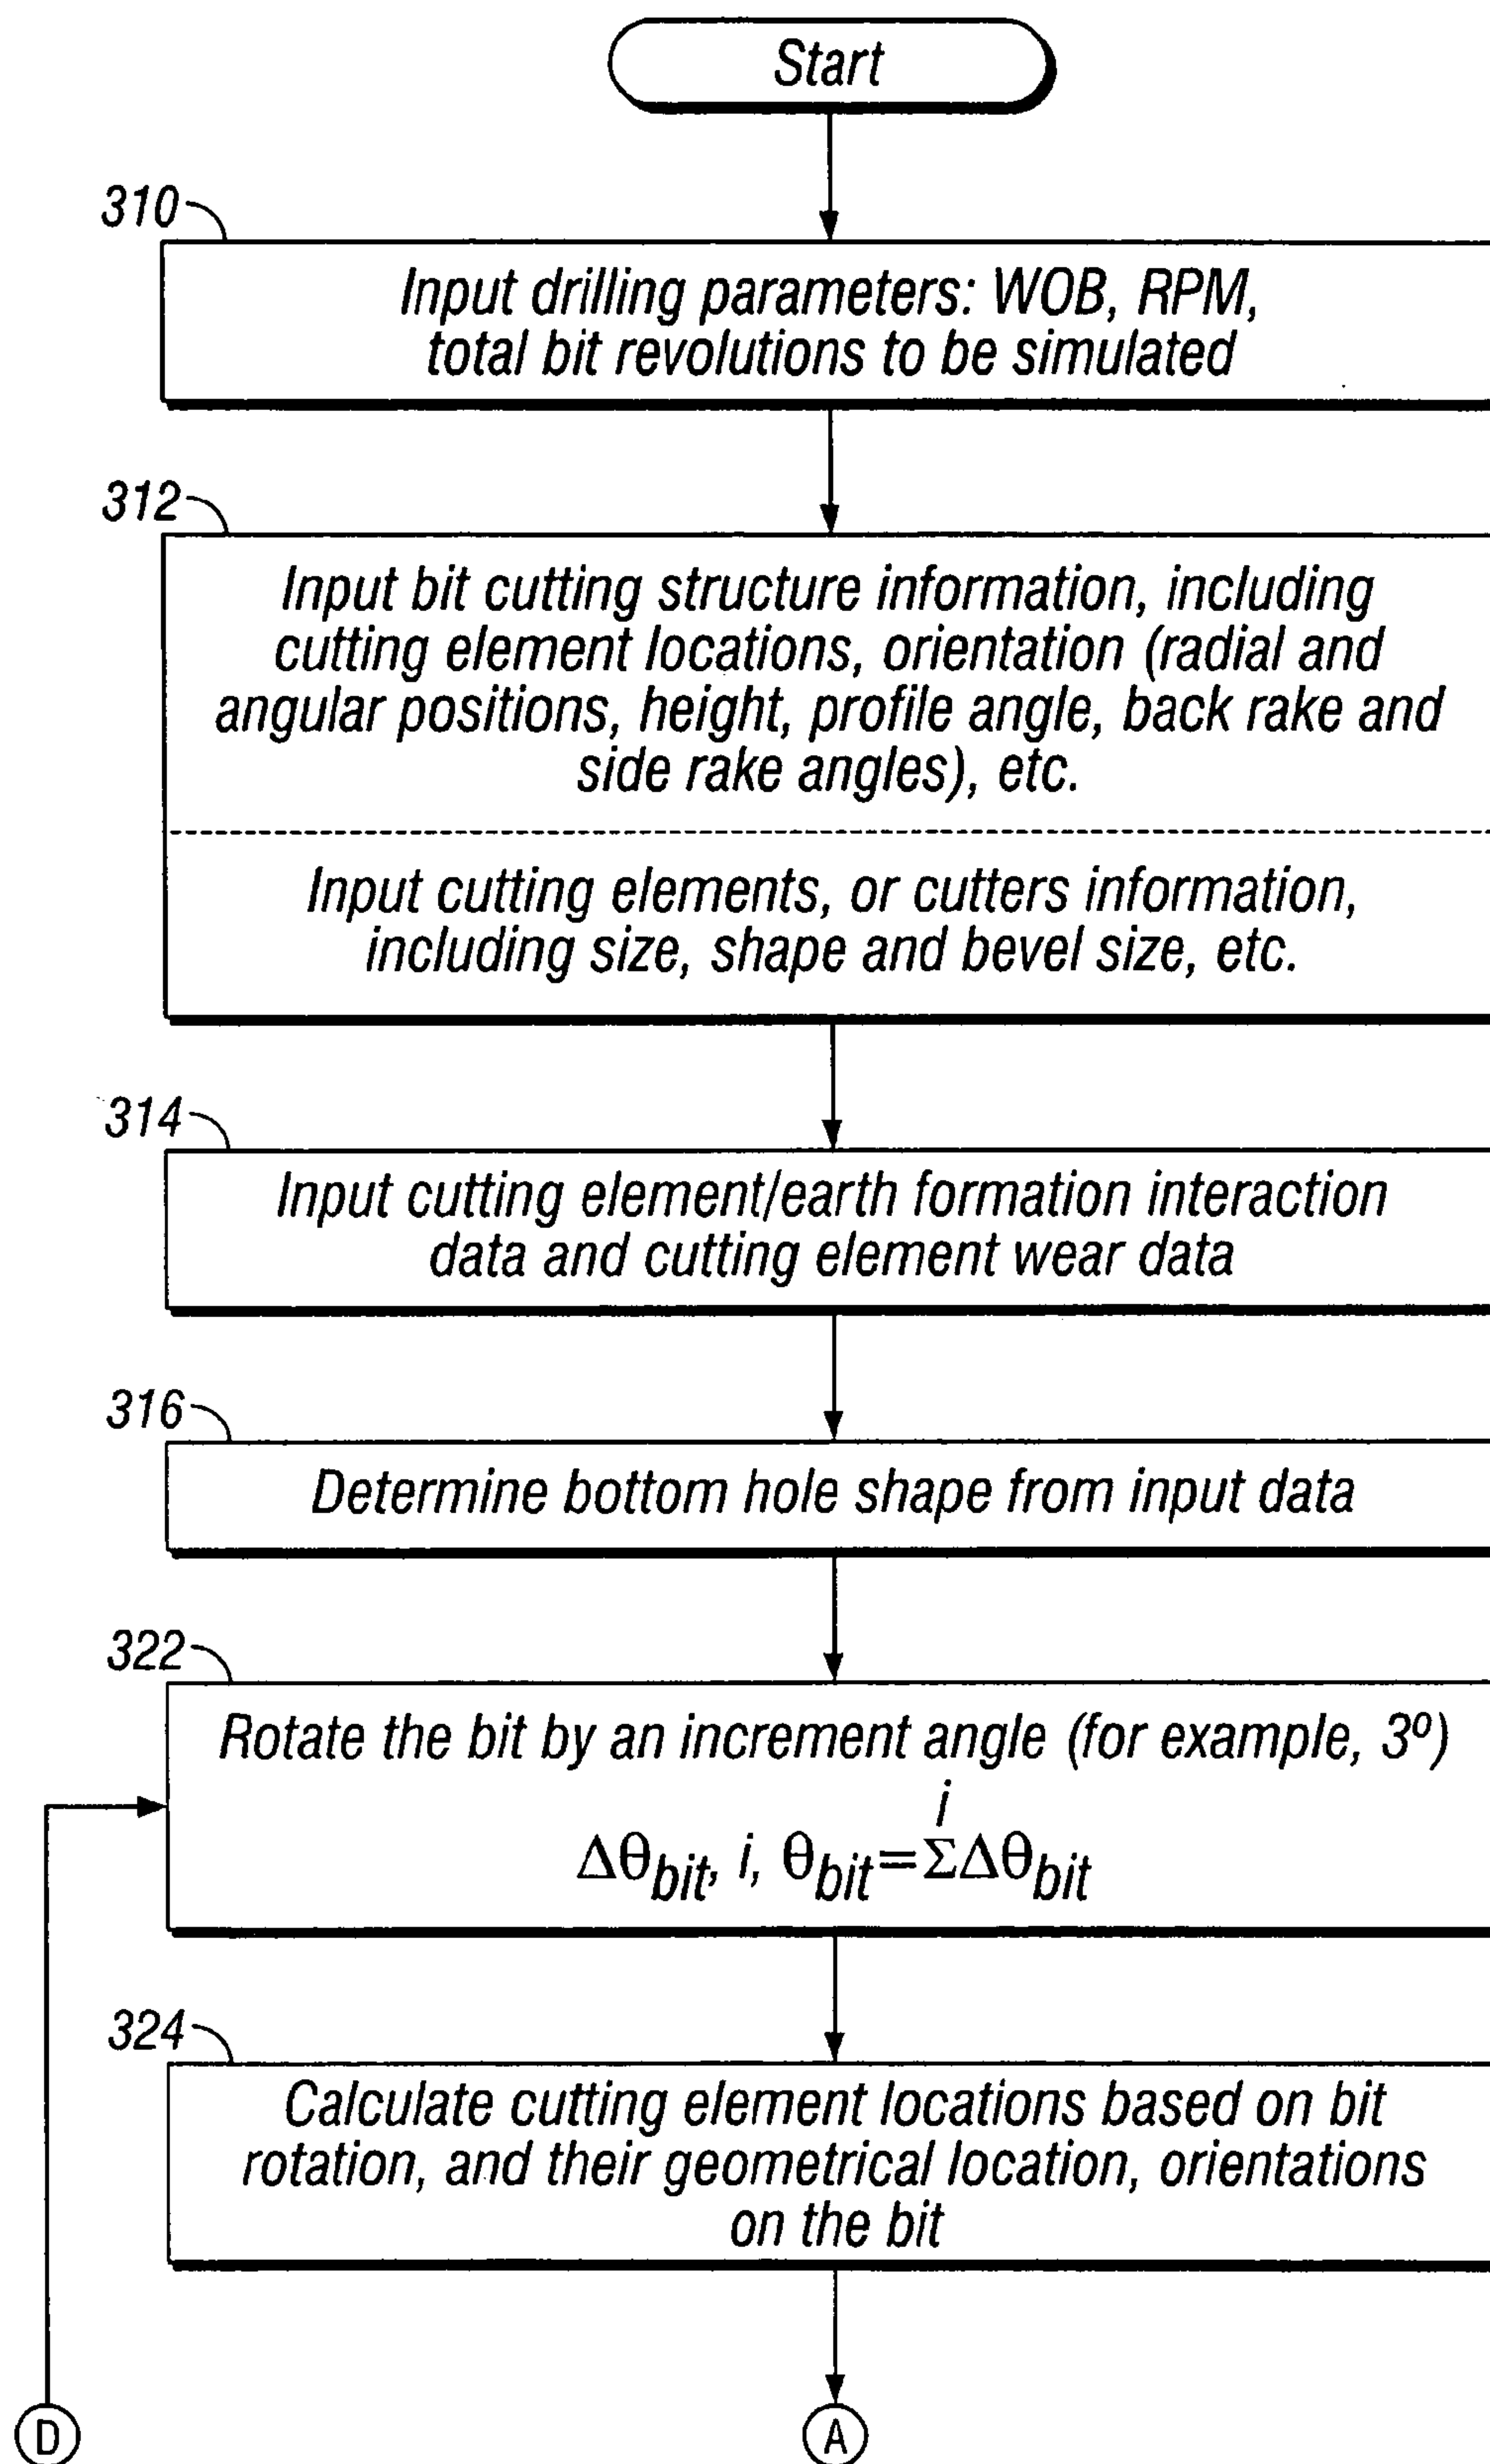 Start
310
Input drilling parameters: WOB, RPM,
total bit revolutions to be simulated
312
Input bit cutting structure information, including
cutting element locations, orientation (radial and
angular positions, height, profile angle, back rake and
side rake angles), etc.
Input cutting elements, or cutters information,
including size, shape and bevel size, etc.
314
Input cutting element/earth formation interaction
data and cutting element wear data
316
Determine bottom hole shape from input data
322
Rotate the bit by an increment angle (for example, 3º)
i
Δθbit, i, θbit=ΣΔθbit
324
Calculate cutting element locations based on bit
rotation, and their geometrical location, orientations
on the bit
D
A